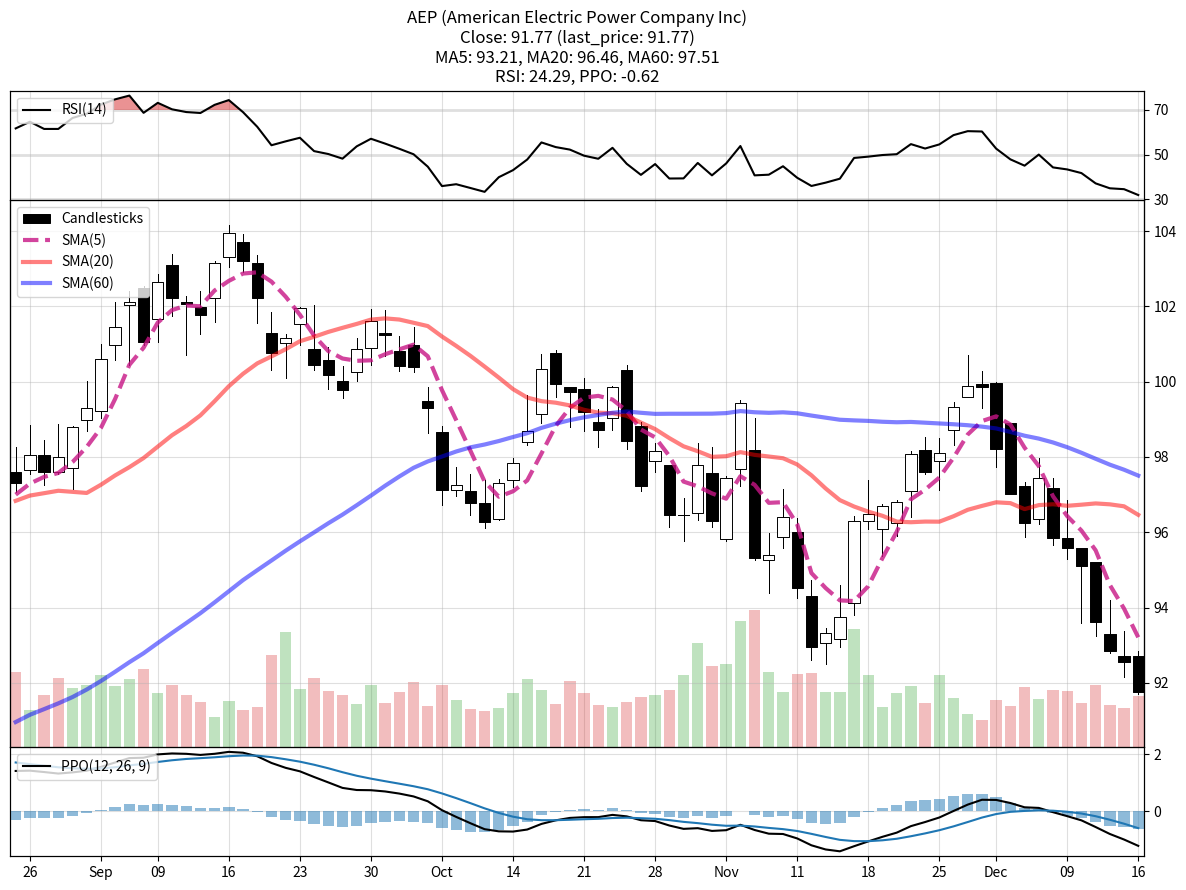 AEP (American Electric Power Company Inc)
Close: 91.77 (last_price: 91.77)
MA5: 93.21, MA20: 96.46, MA60: 97.51
RSI: 24.29, PPO: -0.62
RSI(14)
70
50
30
Candlesticks
SMA(5)
SMA(20)
SMA(60)
104
102
100
98
96
94
92
PPO(12, 26, 9)
2
0
26 Sep 09 16 23 30 Oct 14 21 28 Nov 11 18 25 Dec 09 16